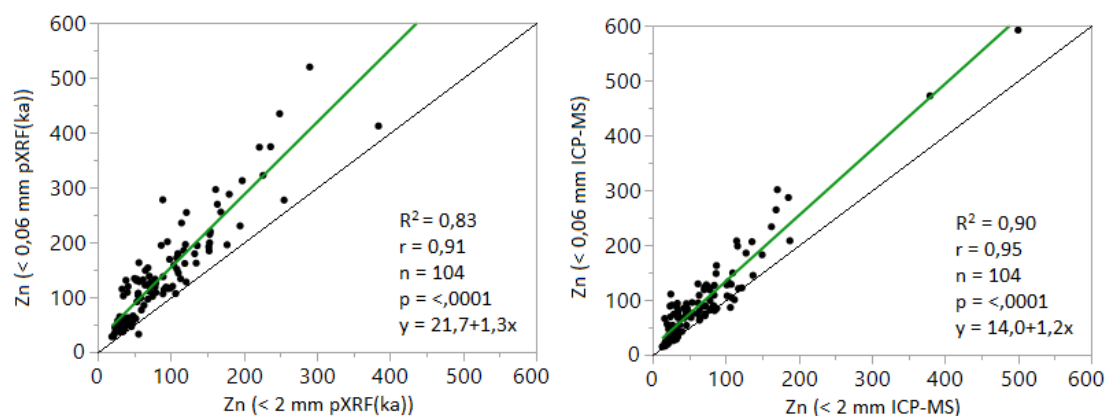 600
500
400
300
200
100
0
Zn (< 0,06 mm pXRF(ka))
R² = 0,83
r = 0,91
n = 104
p = <,0001
y = 21,7+1,3x
0 100 200 300 400 500 600
Zn (< 2 mm pXRF(ka))
600
500
400
300
200
100
0
Zn (< 0,06 mm ICP-MS)
R² = 0,90
r = 0,95
n = 104
p = <,0001
y = 14,0+1,2x
0 100 200 300 400 500 600
Zn (< 2 mm ICP-MS)